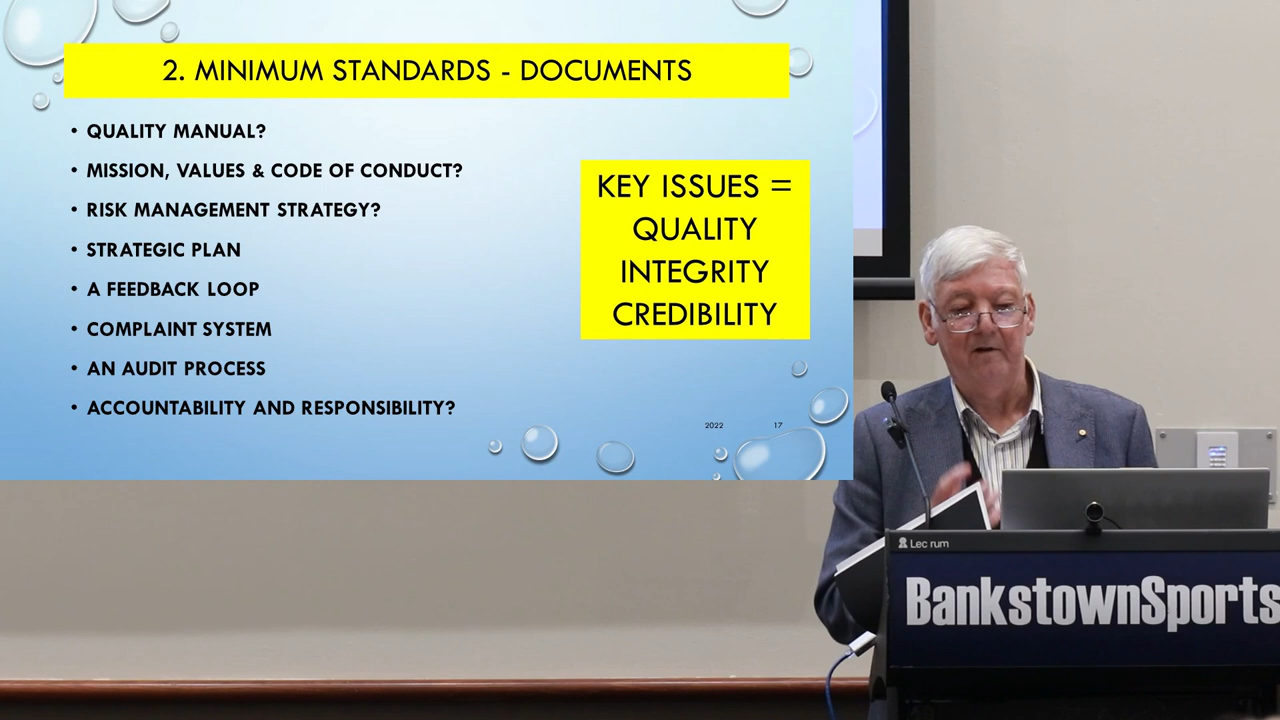 2. MINIMUM STANDARDS - DOCUMENTS
• QUALITY MANUAL?
• MISSION, VALUES & CODE OF CONDUCT?
• RISK MANAGEMENT STRATEGY?
• STRATEGIC PLAN
• A FEEDBACK LOOP
• COMPLAINT SYSTEM
• AN AUDIT PROCESS
• ACCOUNTABILITY AND RESPONSIBILITY?
KEY ISSUES =
QUALITY
INTEGRITY
CREDIBILITY
2022 17
Lec rum
BankstownSports